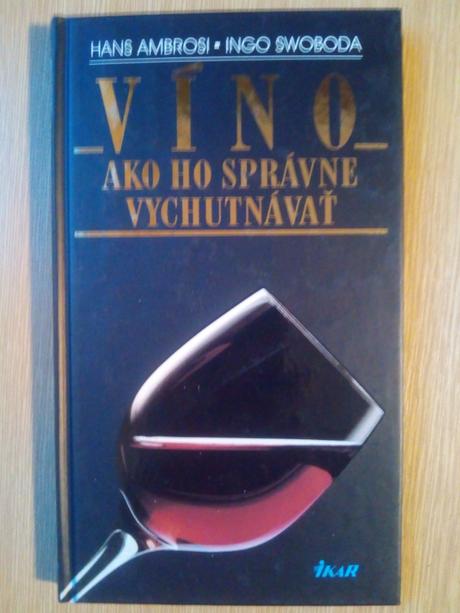 HANS AMBROSI • INGO SWOBODA
VÍNO
AKO HO SPRÁVNE
VYCHUTNÁVAŤ
IKAR